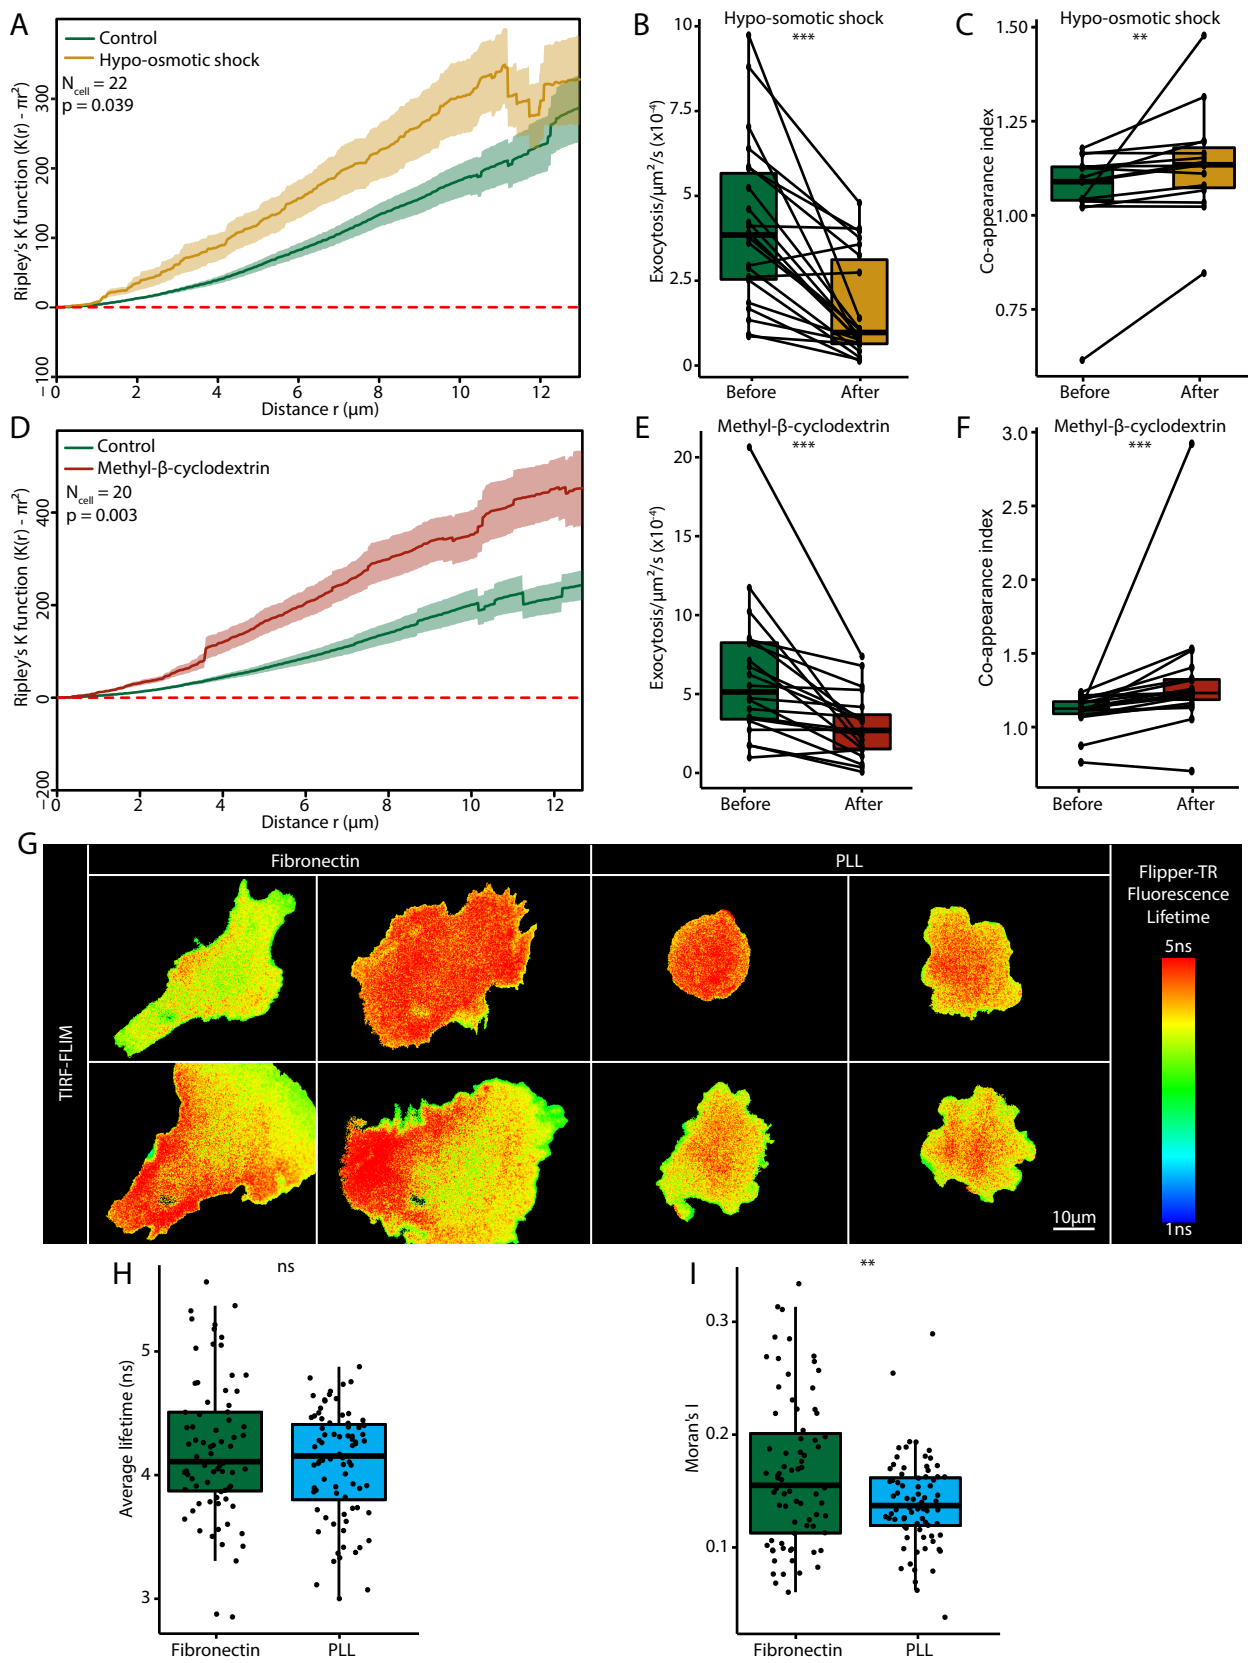 A
Control
Hypo-osmotic shock
N_cell = 22
p = 0.039
Ripley's K function (K(r) - πr²)
300
200
100
0
−100
0 2 4 6 8 10 12
Distance r (µm)
B
Hypo-somotic shock
***
Exocytosis/µm²/s (x10⁻⁴)
10
7.5
5
2.5
0
Before After
C
Hypo-osmotic shock
**
Co-appearance index
1.50
1.25
1.00
0.75
Before After
D
Control
Methyl-β-cyclodextrin
N_cell = 20
p = 0.003
Ripley's K function (K(r) - πr²)
400
200
0
200
0 2 4 6 8 10 12
Distance r (µm)
E
Methyl-β-cyclodextrin
***
Exocytosis/µm²/s (x10⁻⁴)
20
15
10
5
0
Before After
F
Methyl-β-cyclodextrin
***
Co-appearance index
3.0
2.5
2.0
1.5
1.0
Before After
G
Fibronectin
PLL
TIRF-FLIM
10µm
Flipper-TR
Fluorescence
Lifetime
5ns
1ns
H
ns
Average lifetime (ns)
5
4
3
Fibronectin PLL
I
**
Moran's I
0.3
0.2
0.1
Fibronectin PLL